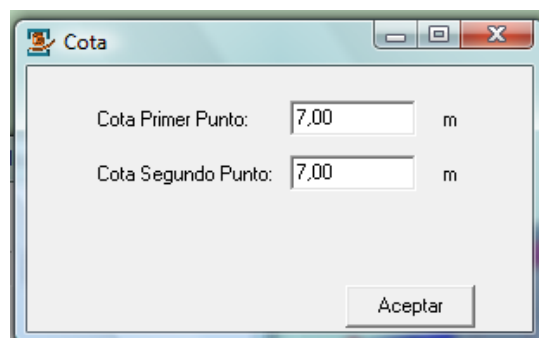 Cota
Cota Primer Punto: 7,00 m
Cota Segundo Punto: 7,00 m
Aceptar